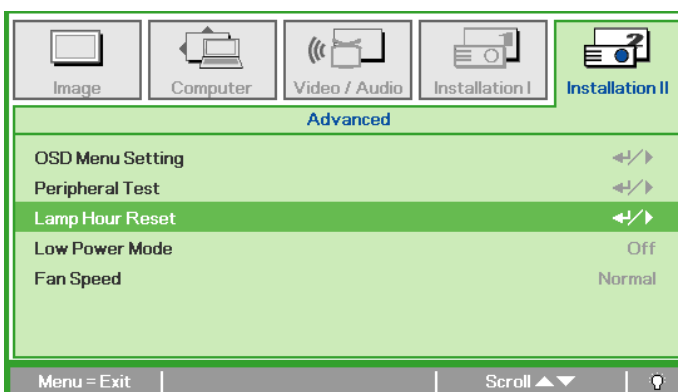 Image Computer Video / Audio Installation I Installation II
Advanced
OSD Menu Setting
Peripheral Test
Lamp Hour Reset
Low Power Mode Off
Fan Speed Normal
Menu = Exit Scroll